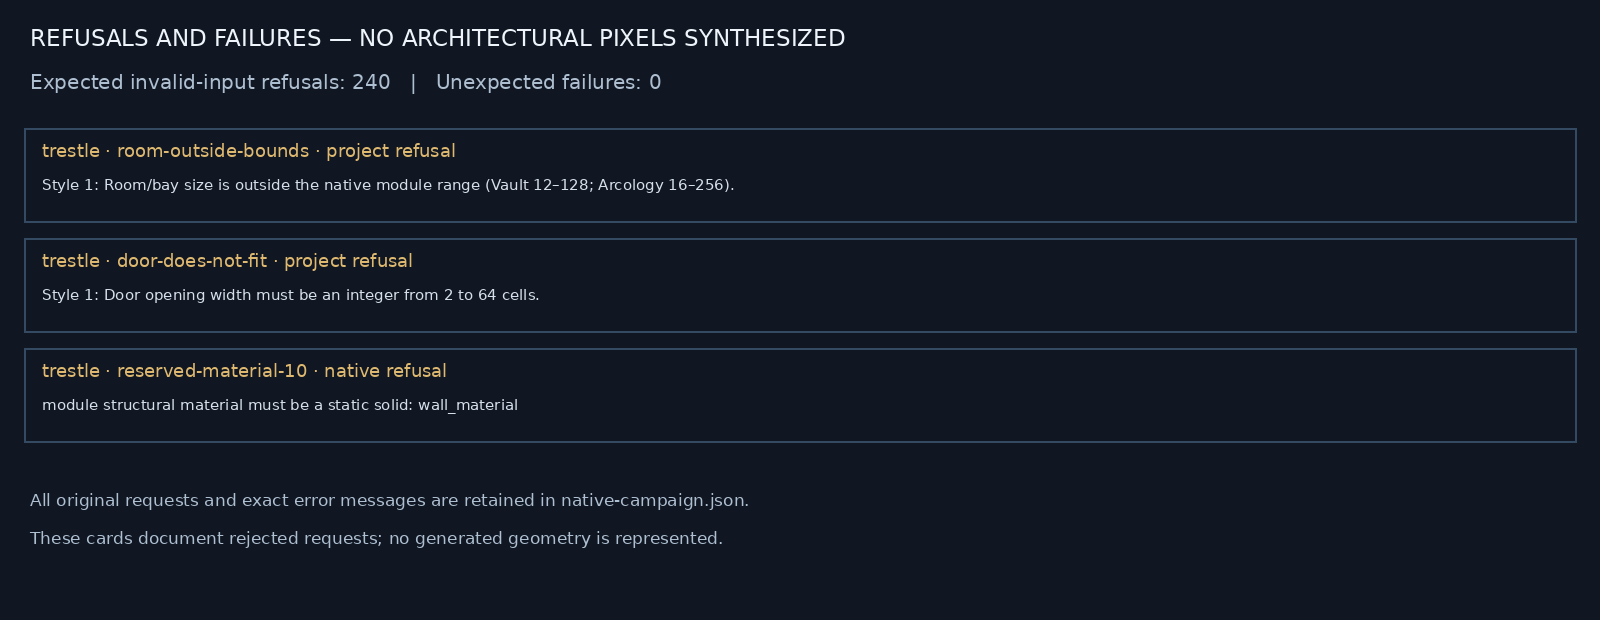 REFUSALS AND FAILURES — NO ARCHITECTURAL PIXELS SYNTHESIZED
Expected invalid-input refusals: 240 | Unexpected failures: 0
trestle · room-outside-bounds · project refusal
Style 1: Room/bay size is outside the native module range (Vault 12–128; Arcology 16–256).
trestle · door-does-not-fit · project refusal
Style 1: Door opening width must be an integer from 2 to 64 cells.
trestle · reserved-material-10 · native refusal
module structural material must be a static solid: wall_material
All original requests and exact error messages are retained in native-campaign.json.
These cards document rejected requests; no generated geometry is represented.